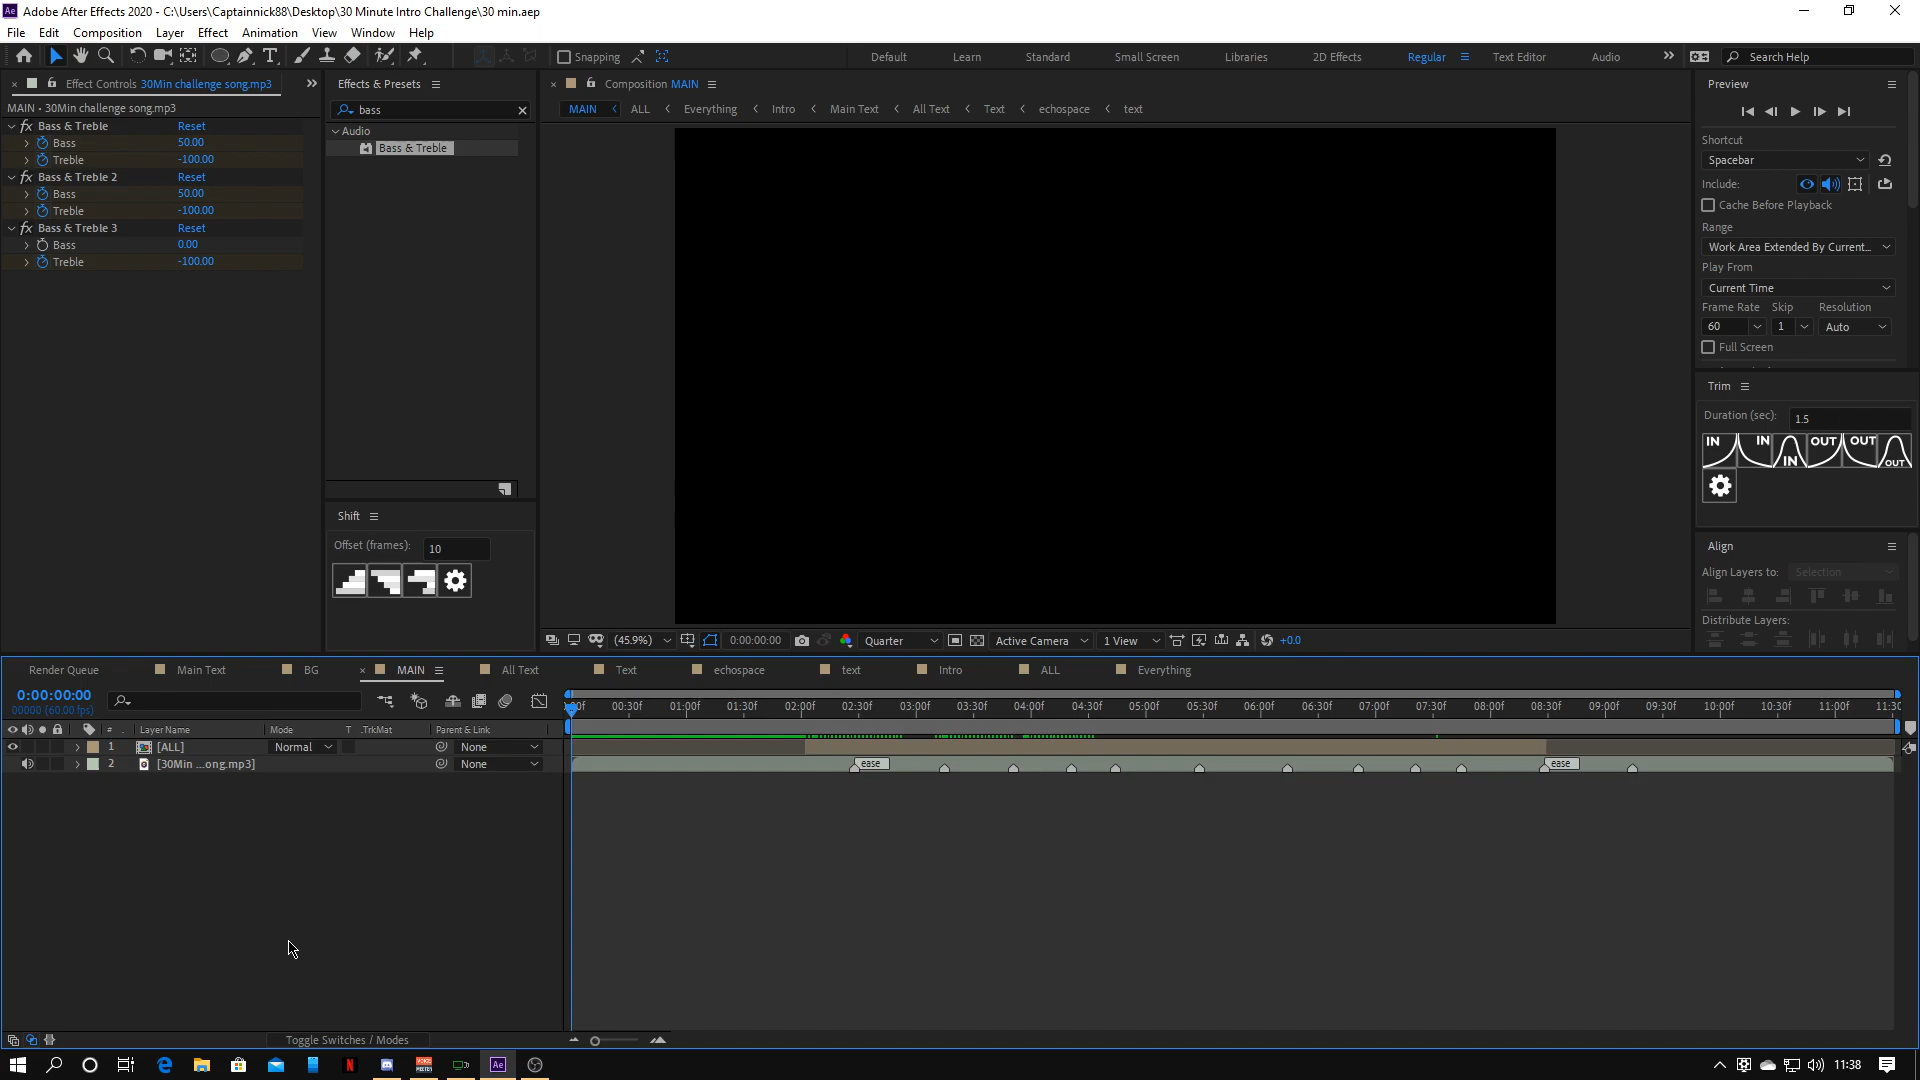 Adobe After Effects 2020 - C:\Users\Captainnick88\Desktop\30 Minute Intro Challenge\30 min.aep
File Edit Composition Layer Effect Animation View Window Help
Snapping Default Learn Standard Small Screen Libraries 2D Effects Regular Text Editor Audio Search Help
Effect Controls 30Min challenge song.mp3
MAIN • 30Min challenge song.mp3
fx Bass & Treble Reset
Bass 50.00
Treble -100.00
fx Bass & Treble 2 Reset
Bass 50.00
Treble -100.00
fx Bass & Treble 3 Reset
Bass 0.00
Treble -100.00
Effects & Presets
bass
Audio
Bass & Treble
Shift
Offset (frames): 10
Composition MAIN
MAIN ALL Everything Intro Main Text All Text Text echospace text
(45.9%) 0:00:00:00 Quarter Active Camera 1 View +0.0
Preview
Shortcut
Spacebar
Include:
Cache Before Playback
Range
Work Area Extended By Current...
Play From
Current Time
Frame Rate Skip Resolution
60 1 Auto
Full Screen
Trim
Duration (sec): 1.5
IN IN IN OUT OUT OUT
Align
Align Layers to: Selection
Distribute Layers:
Render Queue Main Text BG MAIN All Text Text echospace text Intro ALL Everything
0:00:00:00
00000 (60.00 fps)
00:30f 01:00f 01:30f 02:00f 02:30f 03:00f 03:30f 04:00f 04:30f 05:00f 05:30f 06:00f 06:30f 07:00f 07:30f 08:00f 08:30f 09:00f 09:30f 10:00f 10:30f 11:00f
# Layer Name Mode T .TrkMat Parent & Link
1 [ALL] Normal None
2 [30Min ...ong.mp3] None
ease ease
Toggle Switches / Modes
Ae 11:38